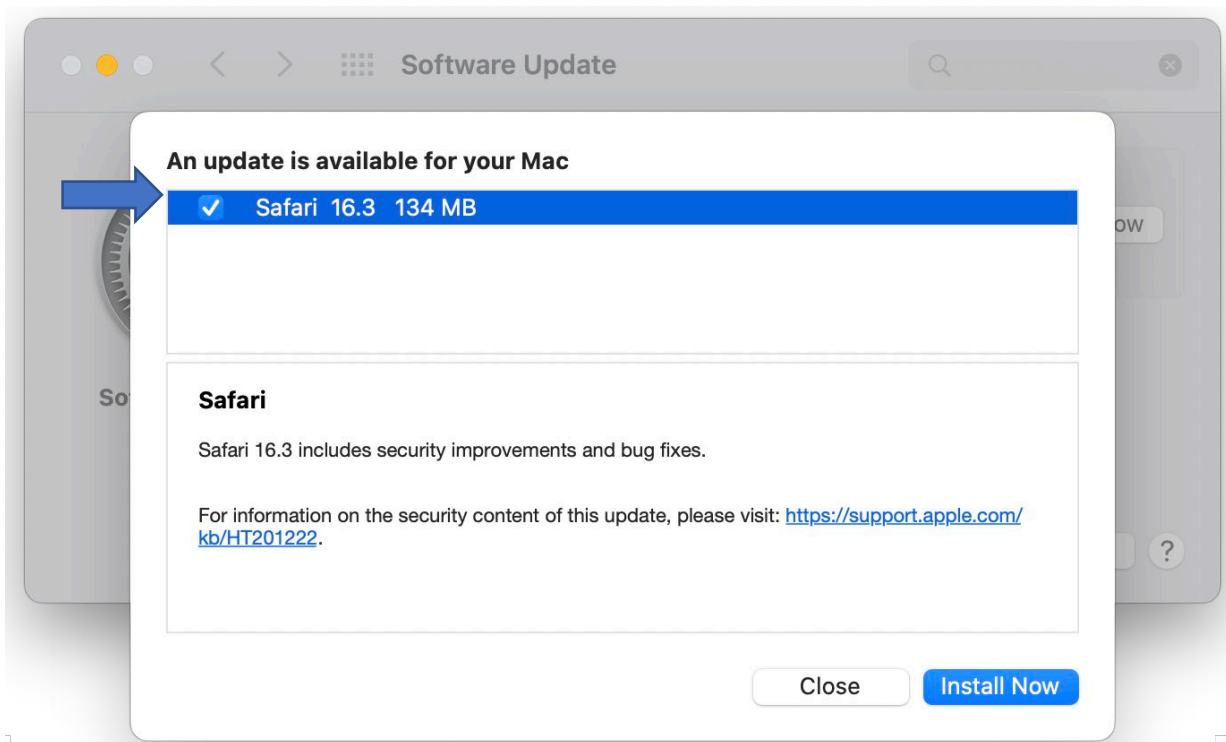 Software Update
An update is available for your Mac
Safari 16.3 134 MB
ow
So
Safari
Safari 16.3 includes security improvements and bug fixes.
For information on the security content of this update, please visit: https://support.apple.com/
kb/HT201222.
?
Close
Install Now